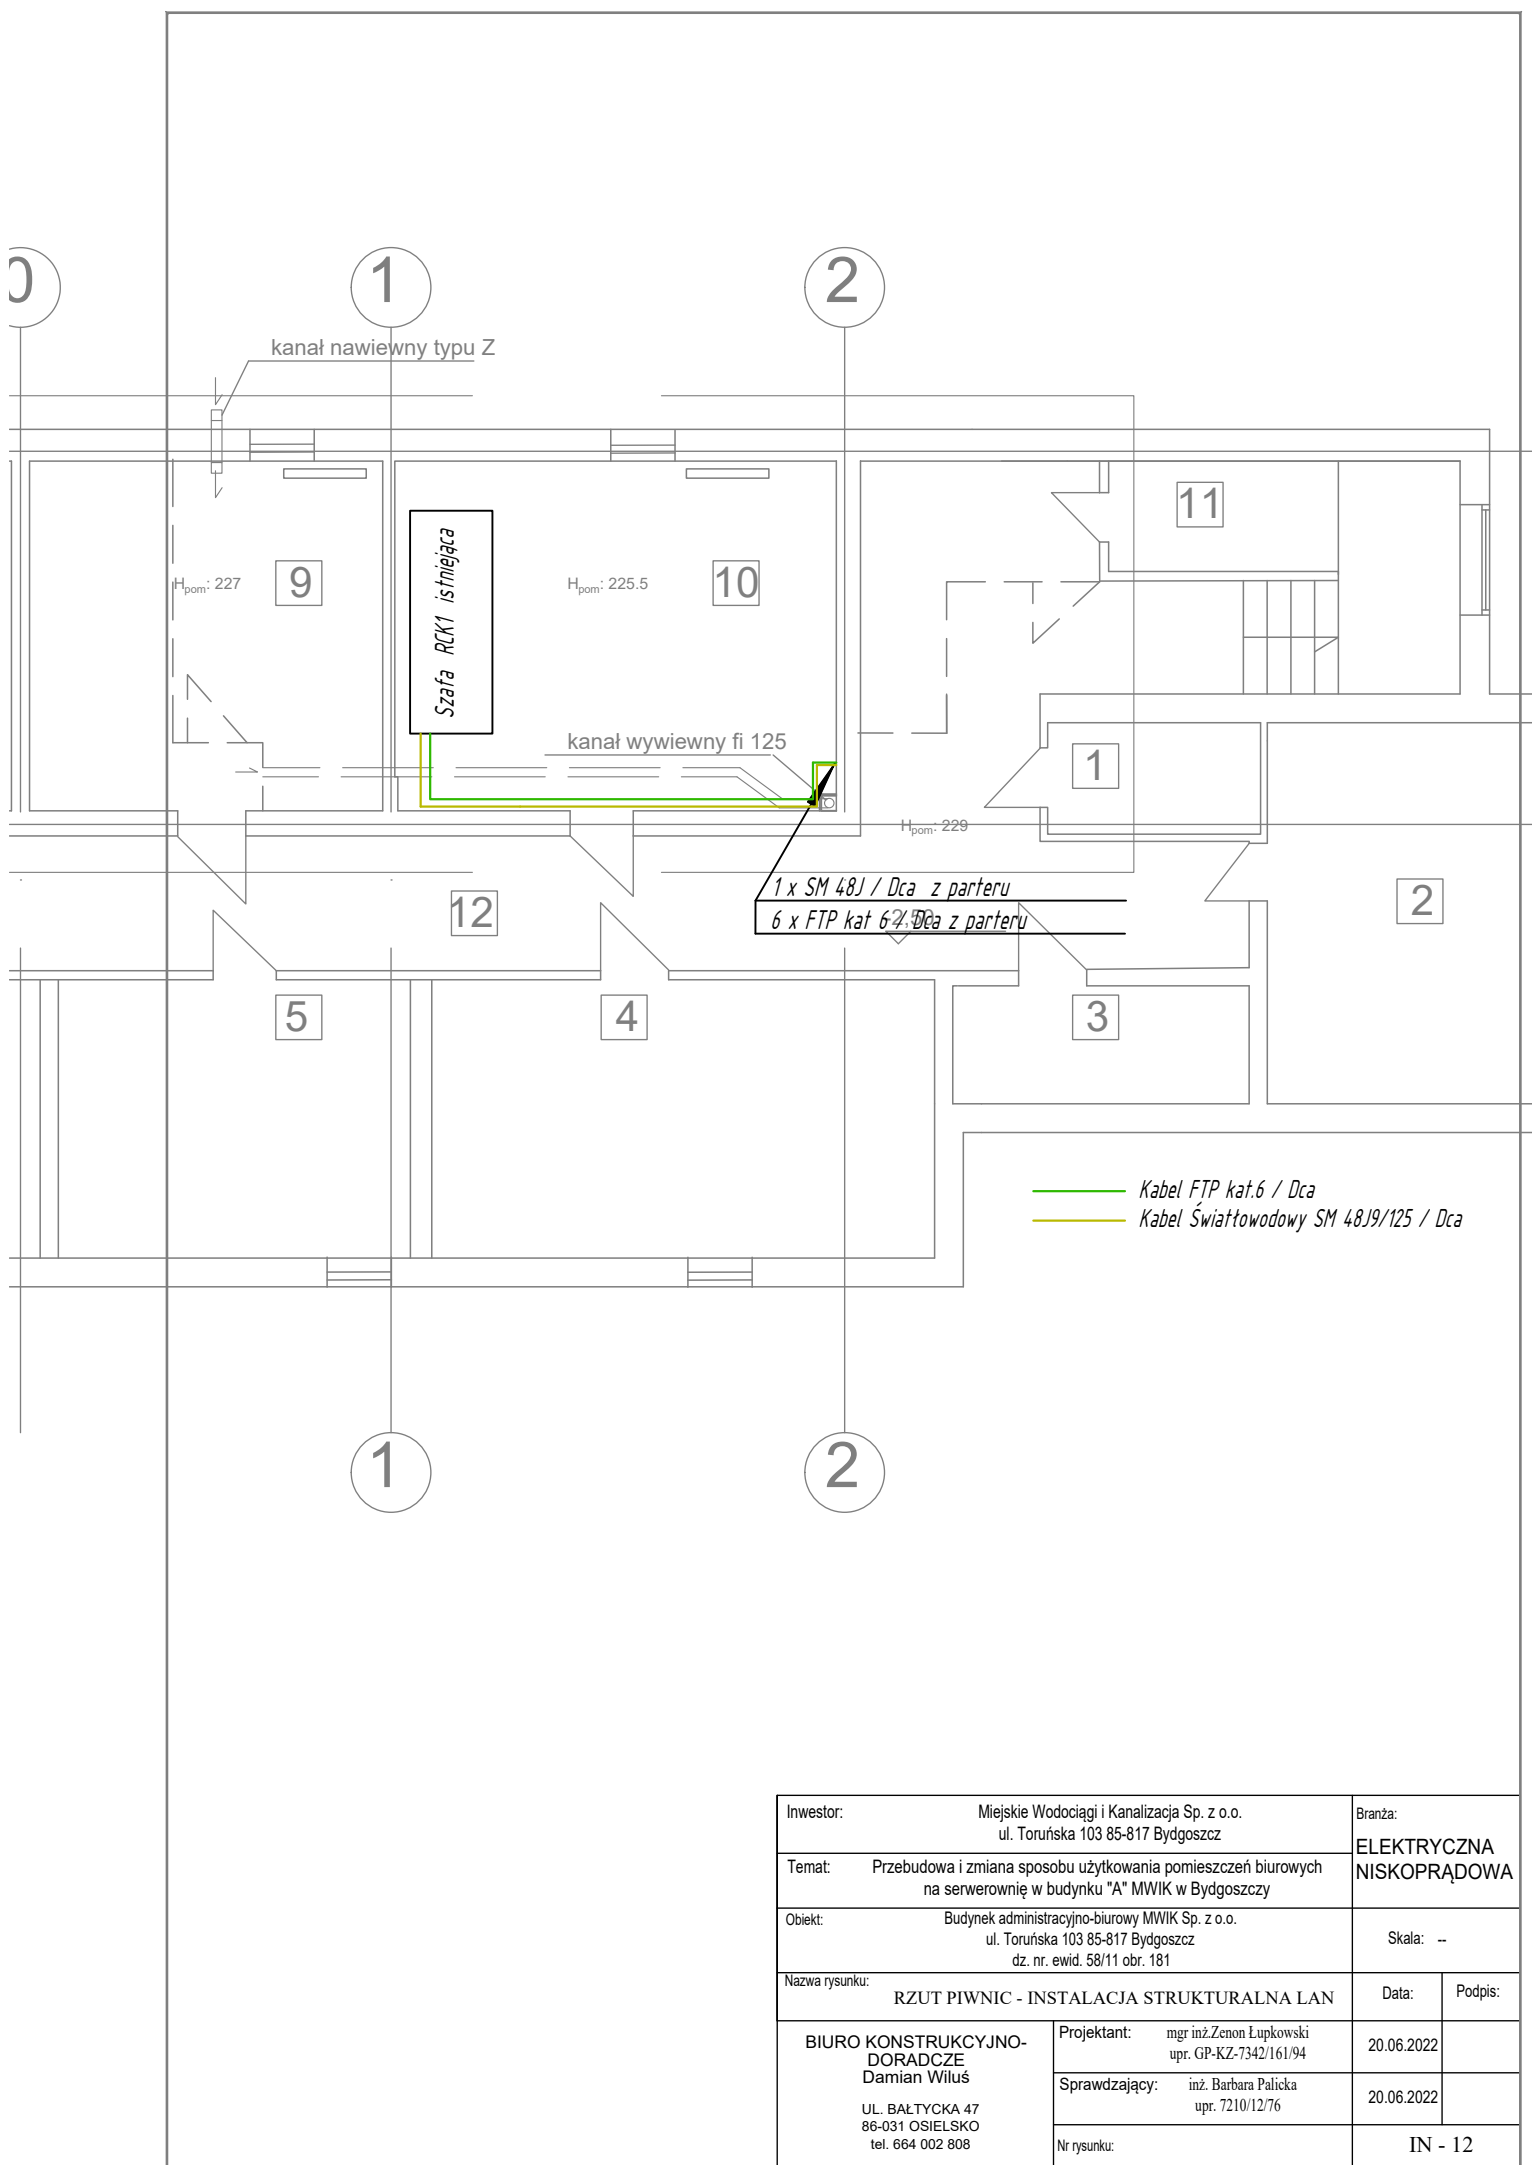 0
1
2
kanał nawiewny typu Z
11
Szafa RCK1 istniejąca
Hpom: 227
9
Hpom: 225.5
10
kanał wywiewny fi 125
1
Hpom: 229
1 x SM 48J / Dca z parteru
6 x FTP kat 6 / Dca z parteru
-2,50
12
2
5
4
3
Kabel FTP kat.6 / Dca
Kabel Światłowodowy SM 48J9/125 / Dca
1
2
Inwestor:
Miejskie Wodociągi i Kanalizacja Sp. z o.o.
ul. Toruńska 103 85-817 Bydgoszcz
Branża:
ELEKTRYCZNA
NISKOPRĄDOWA
Temat:
Przebudowa i zmiana sposobu użytkowania pomieszczeń biurowych
na serwerownię w budynku "A" MWIK w Bydgoszczy
Obiekt:
Budynek administracyjno-biurowy MWIK Sp. z o.o.
ul. Toruńska 103 85-817 Bydgoszcz
dz. nr. ewid. 58/11 obr. 181
Skala: --
Nazwa rysunku:
RZUT PIWNIC - INSTALACJA STRUKTURALNA LAN
Data:
Podpis:
BIURO KONSTRUKCYJNO-
DORADCZE
Damian Wiluś
UL. BAŁTYCKA 47
86-031 OSIELSKO
tel. 664 002 808
Projektant:
mgr inż.Zenon Łupkowski
upr. GP-KZ-7342/161/94
20.06.2022
Sprawdzający:
inż. Barbara Palicka
upr. 7210/12/76
20.06.2022
Nr rysunku:
IN - 12